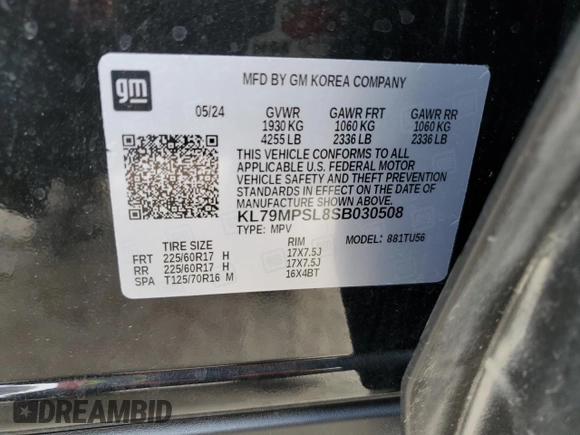 gm
MFD BY GM KOREA COMPANY
05/24 GVWR GAWR FRT GAWR RR
1930 KG 1060 KG 1060 KG
4255 LB 2336 LB 2336 LB
THIS VEHICLE CONFORMS TO ALL
APPLICABLE U.S. FEDERAL MOTOR
VEHICLE SAFETY AND THEFT PREVENTION
STANDARDS IN EFFECT ON THE DATE OF
MANUFACTURE SHOWN ABOVE.
KL79MPSL8SB030508
TYPE: MPV MODEL: 881TU56
TIRE SIZE RIM
FRT 225/60R17 H 17X7.5J
RR 225/60R17 H 17X7.5J
SPA T125/70R16 M 16X4BT
DREAMBID